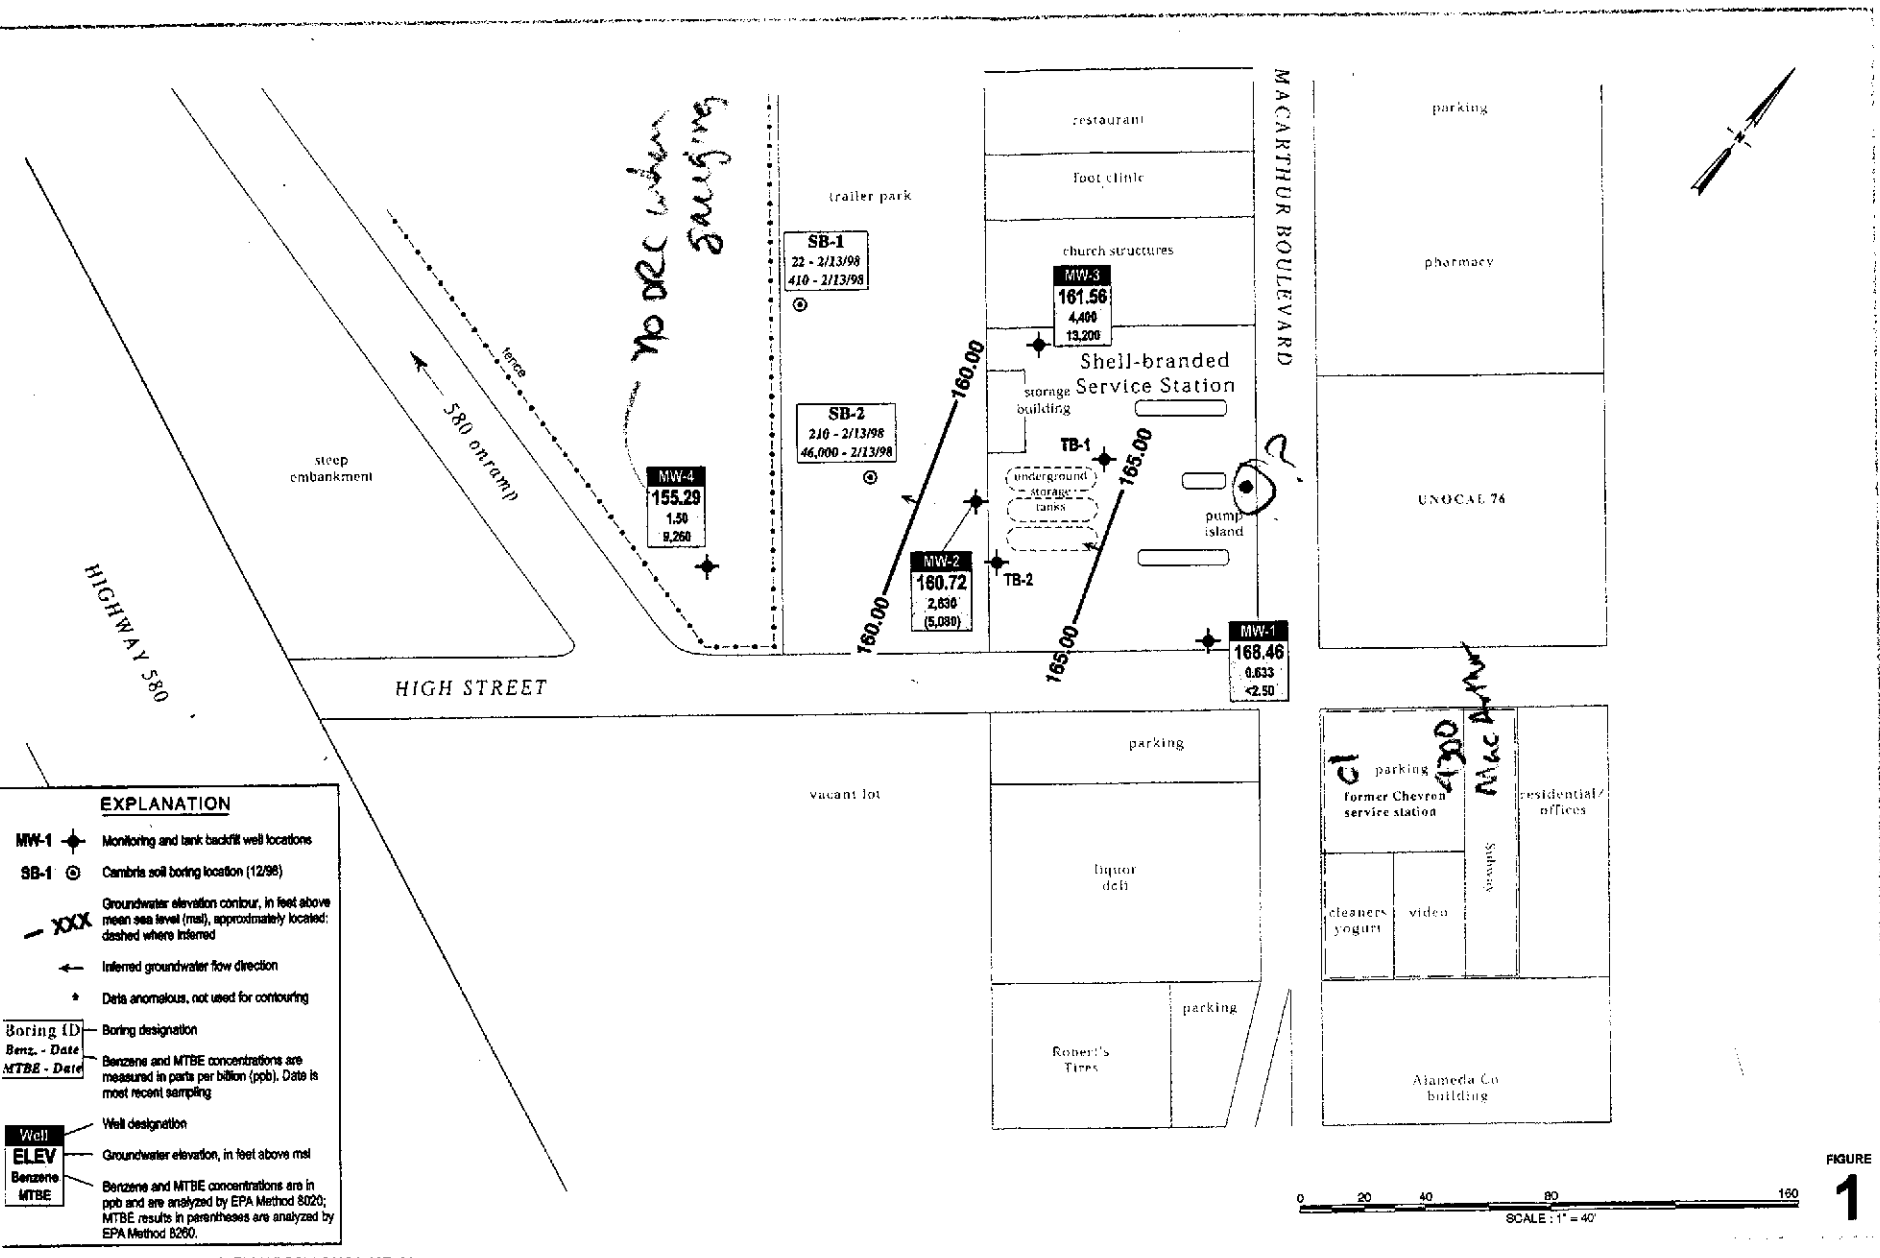 MACARTHUR BOULEVARD
restaurant
foot clinic
church structures
trailer park
parking
pharmacy
UNOCAL 76
No ORC when
gauging
SB-1
22 - 2/13/98
410 - 2/13/98
MW-3
161.56
4,400
13,200
Shell-branded
Service Station
storage
building
160.00
160.00
SB-2
210 - 2/13/98
46,000 - 2/13/98
TB-1
165.00
165.00
underground
storage
tanks
pump
island
?
fence
580 onramp
steep
embankment
MW-4
155.29
1.50
9,260
MW-2
160.72
2,630
(5,080)
TB-2
MW-1
168.46
0.633
<2.50
HIGHWAY 580
HIGH STREET
parking
vacant lot
liquor
deli
Robert's
Tires
parking
parking
former Chevron
service station
4300
MacArthur
Subway
residential/
offices
cleaners
yogurt
video
Alameda Co
building
EXPLANATION
MW-1 Monitoring and tank backfill well locations
SB-1 Cambria soil boring location (12/98)
XXX
Groundwater elevation contour, in feet above
mean sea level (msl), approximately located:
dashed where inferred
Inferred groundwater flow direction
* Data anomalous, not used for contouring
Boring ID
Benz. - Date
MTBE - Date
Boring designation
Benzene and MTBE concentrations are
measured in parts per billion (ppb). Date is
most recent sampling
Well
ELEV
Benzene
MTBE
Well designation
Groundwater elevation, in feet above msl
Benzene and MTBE concentrations are in
ppb and are analyzed by EPA Method 8020;
MTBE results in parentheses are analyzed by
EPA Method 8260.
0 20 40 80 160
SCALE : 1" = 40'
FIGURE
1